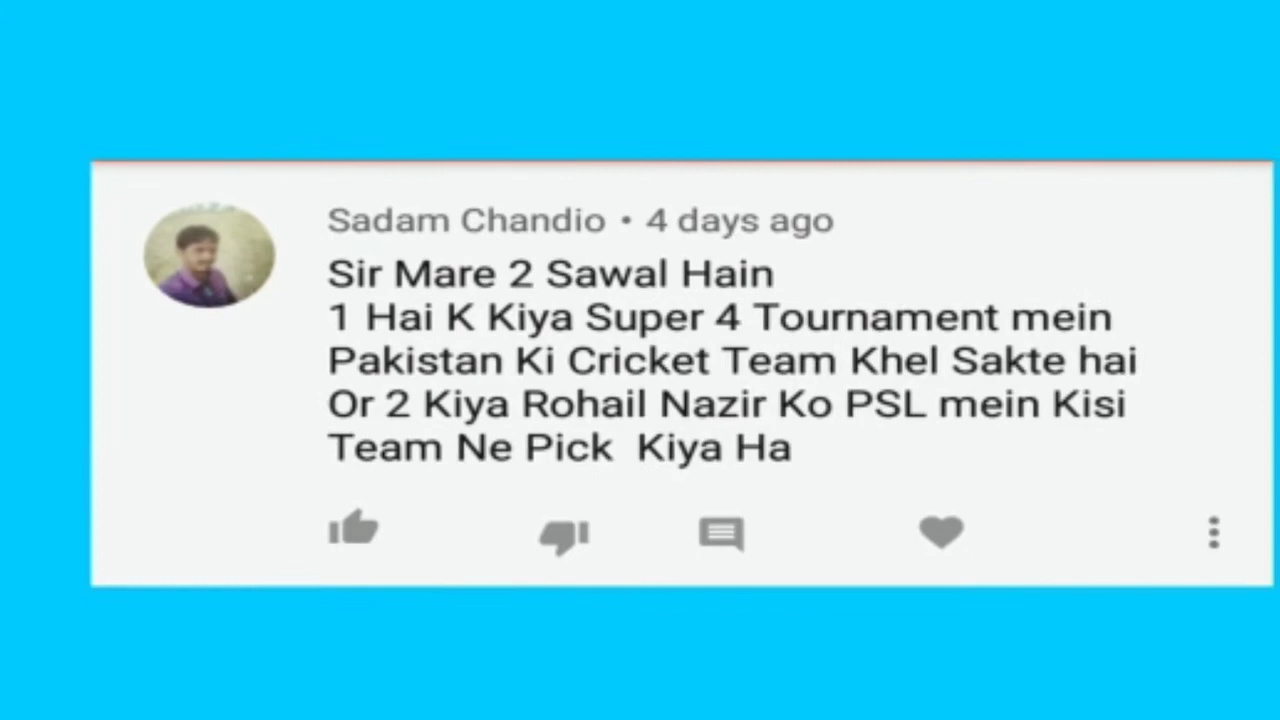 Sadam Chandio • 4 days ago
Sir Mare 2 Sawal Hain
1 Hai K Kiya Super 4 Tournament mein
Pakistan Ki Cricket Team Khel Sakte hai
Or 2 Kiya Rohail Nazir Ko PSL mein Kisi
Team Ne Pick  Kiya Ha